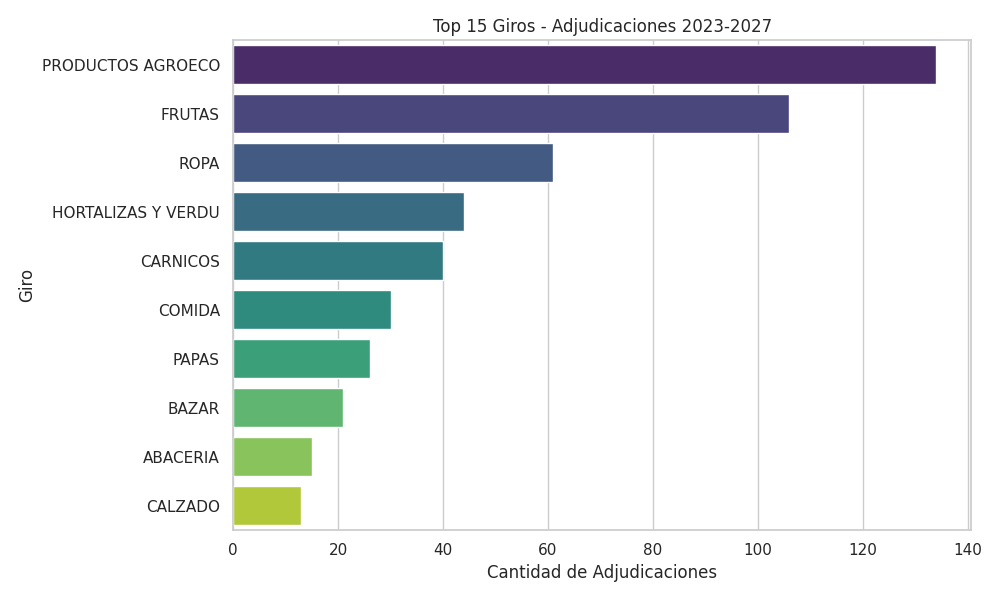 Top 15 Giros - Adjudicaciones 2023-2027
Giro
PRODUCTOS AGROECO
FRUTAS
ROPA
HORTALIZAS Y VERDU
CARNICOS
COMIDA
PAPAS
BAZAR
ABACERIA
CALZADO
0 20 40 60 80 100 120 140
Cantidad de Adjudicaciones